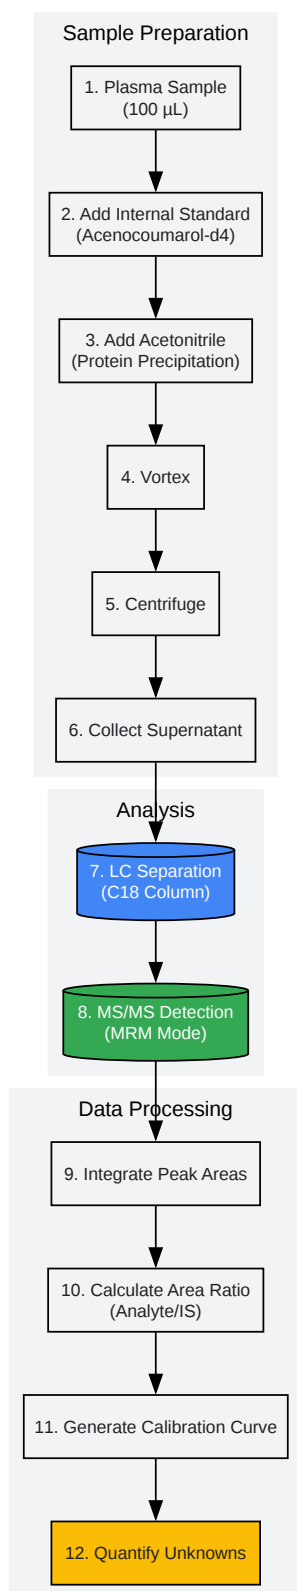 Sample Preparation
1. Plasma Sample
(100 µL)
2. Add Internal Standard
(Acenocoumarol-d4)
3. Add Acetonitrile
(Protein Precipitation)
4. Vortex
5. Centrifuge
6. Collect Supernatant
Analysis
7. LC Separation
(C18 Column)
8. MS/MS Detection
(MRM Mode)
Data Processing
9. Integrate Peak Areas
10. Calculate Area Ratio
(Analyte/IS)
11. Generate Calibration Curve
12. Quantify Unknowns